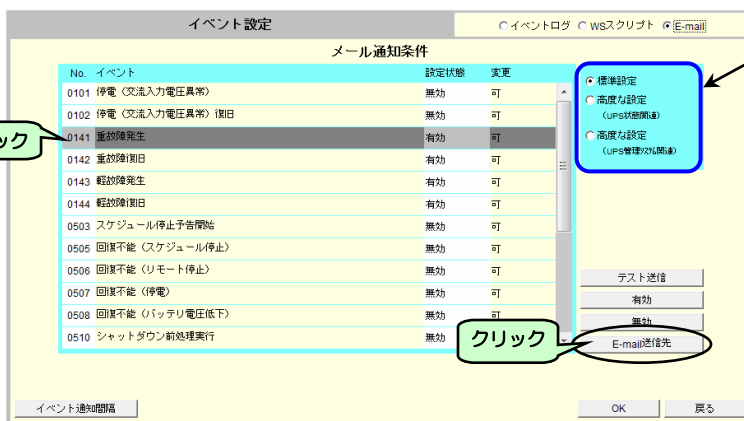 イベント設定
イベントログ WSスクリプト E-mail
メール通知条件
No. イベント 設定状態 変更
0101 停電（交流入力電圧異常） 無効 可
0102 停電（交流入力電圧異常）復旧 無効 可
0141 重故障発生 有効 可
0142 重故障復旧 有効 可
0143 軽故障発生 有効 可
0144 軽故障復旧 有効 可
0503 スケジュール停止予告開始 無効 可
0505 回復不能（スケジュール停止） 無効 可
0506 回復不能（リモート停止） 無効 可
0507 回復不能（停電） 無効 可
0508 回復不能（バッテリ電圧低下） 無効 可
0510 シャットダウン前処理実行 無効
標準設定
高度な設定
（UPS状態関連）
高度な設定
（UPS管理システム関連）
ック
テスト送信
有効
無効
クリック
E-mail送信先
イベント通知間隔
OK
戻る